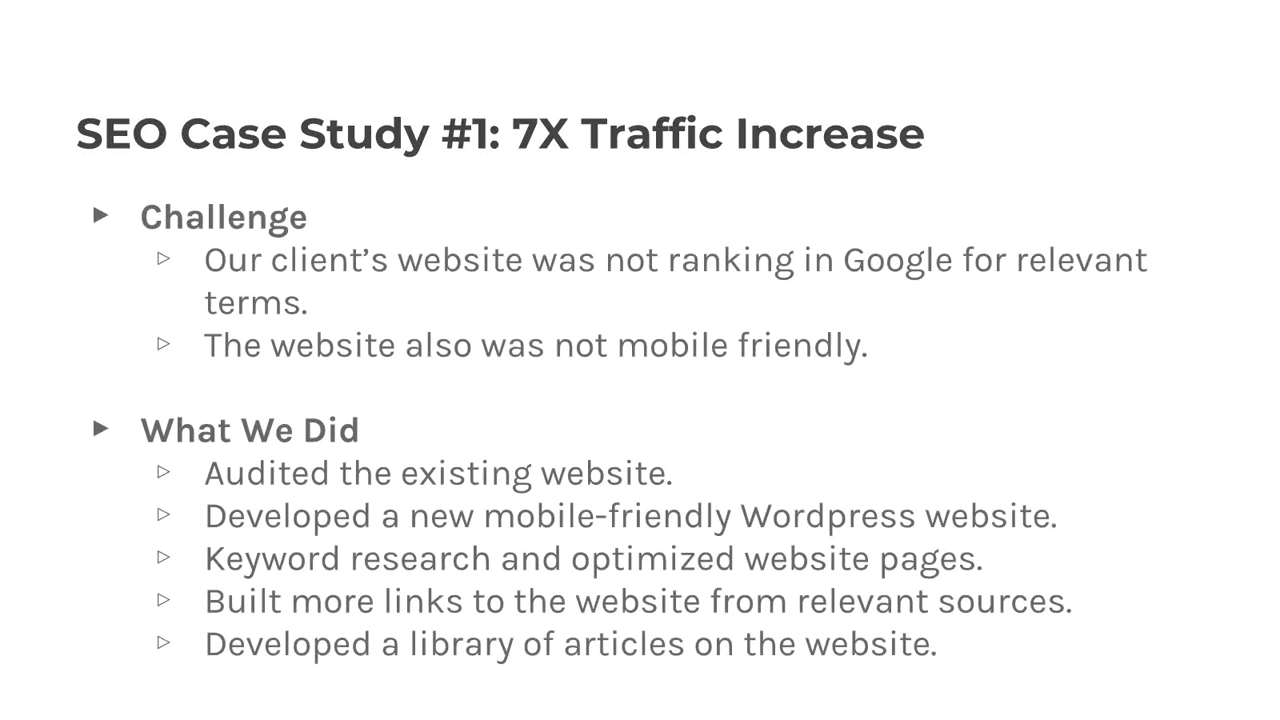 SEO Case Study #1: 7X Traffic Increase
▶ Challenge
▷ Our client’s website was not ranking in Google for relevant
terms.
▷ The website also was not mobile friendly.
▶ What We Did
▷ Audited the existing website.
▷ Developed a new mobile-friendly Wordpress website.
▷ Keyword research and optimized website pages.
▷ Built more links to the website from relevant sources.
▷ Developed a library of articles on the website.